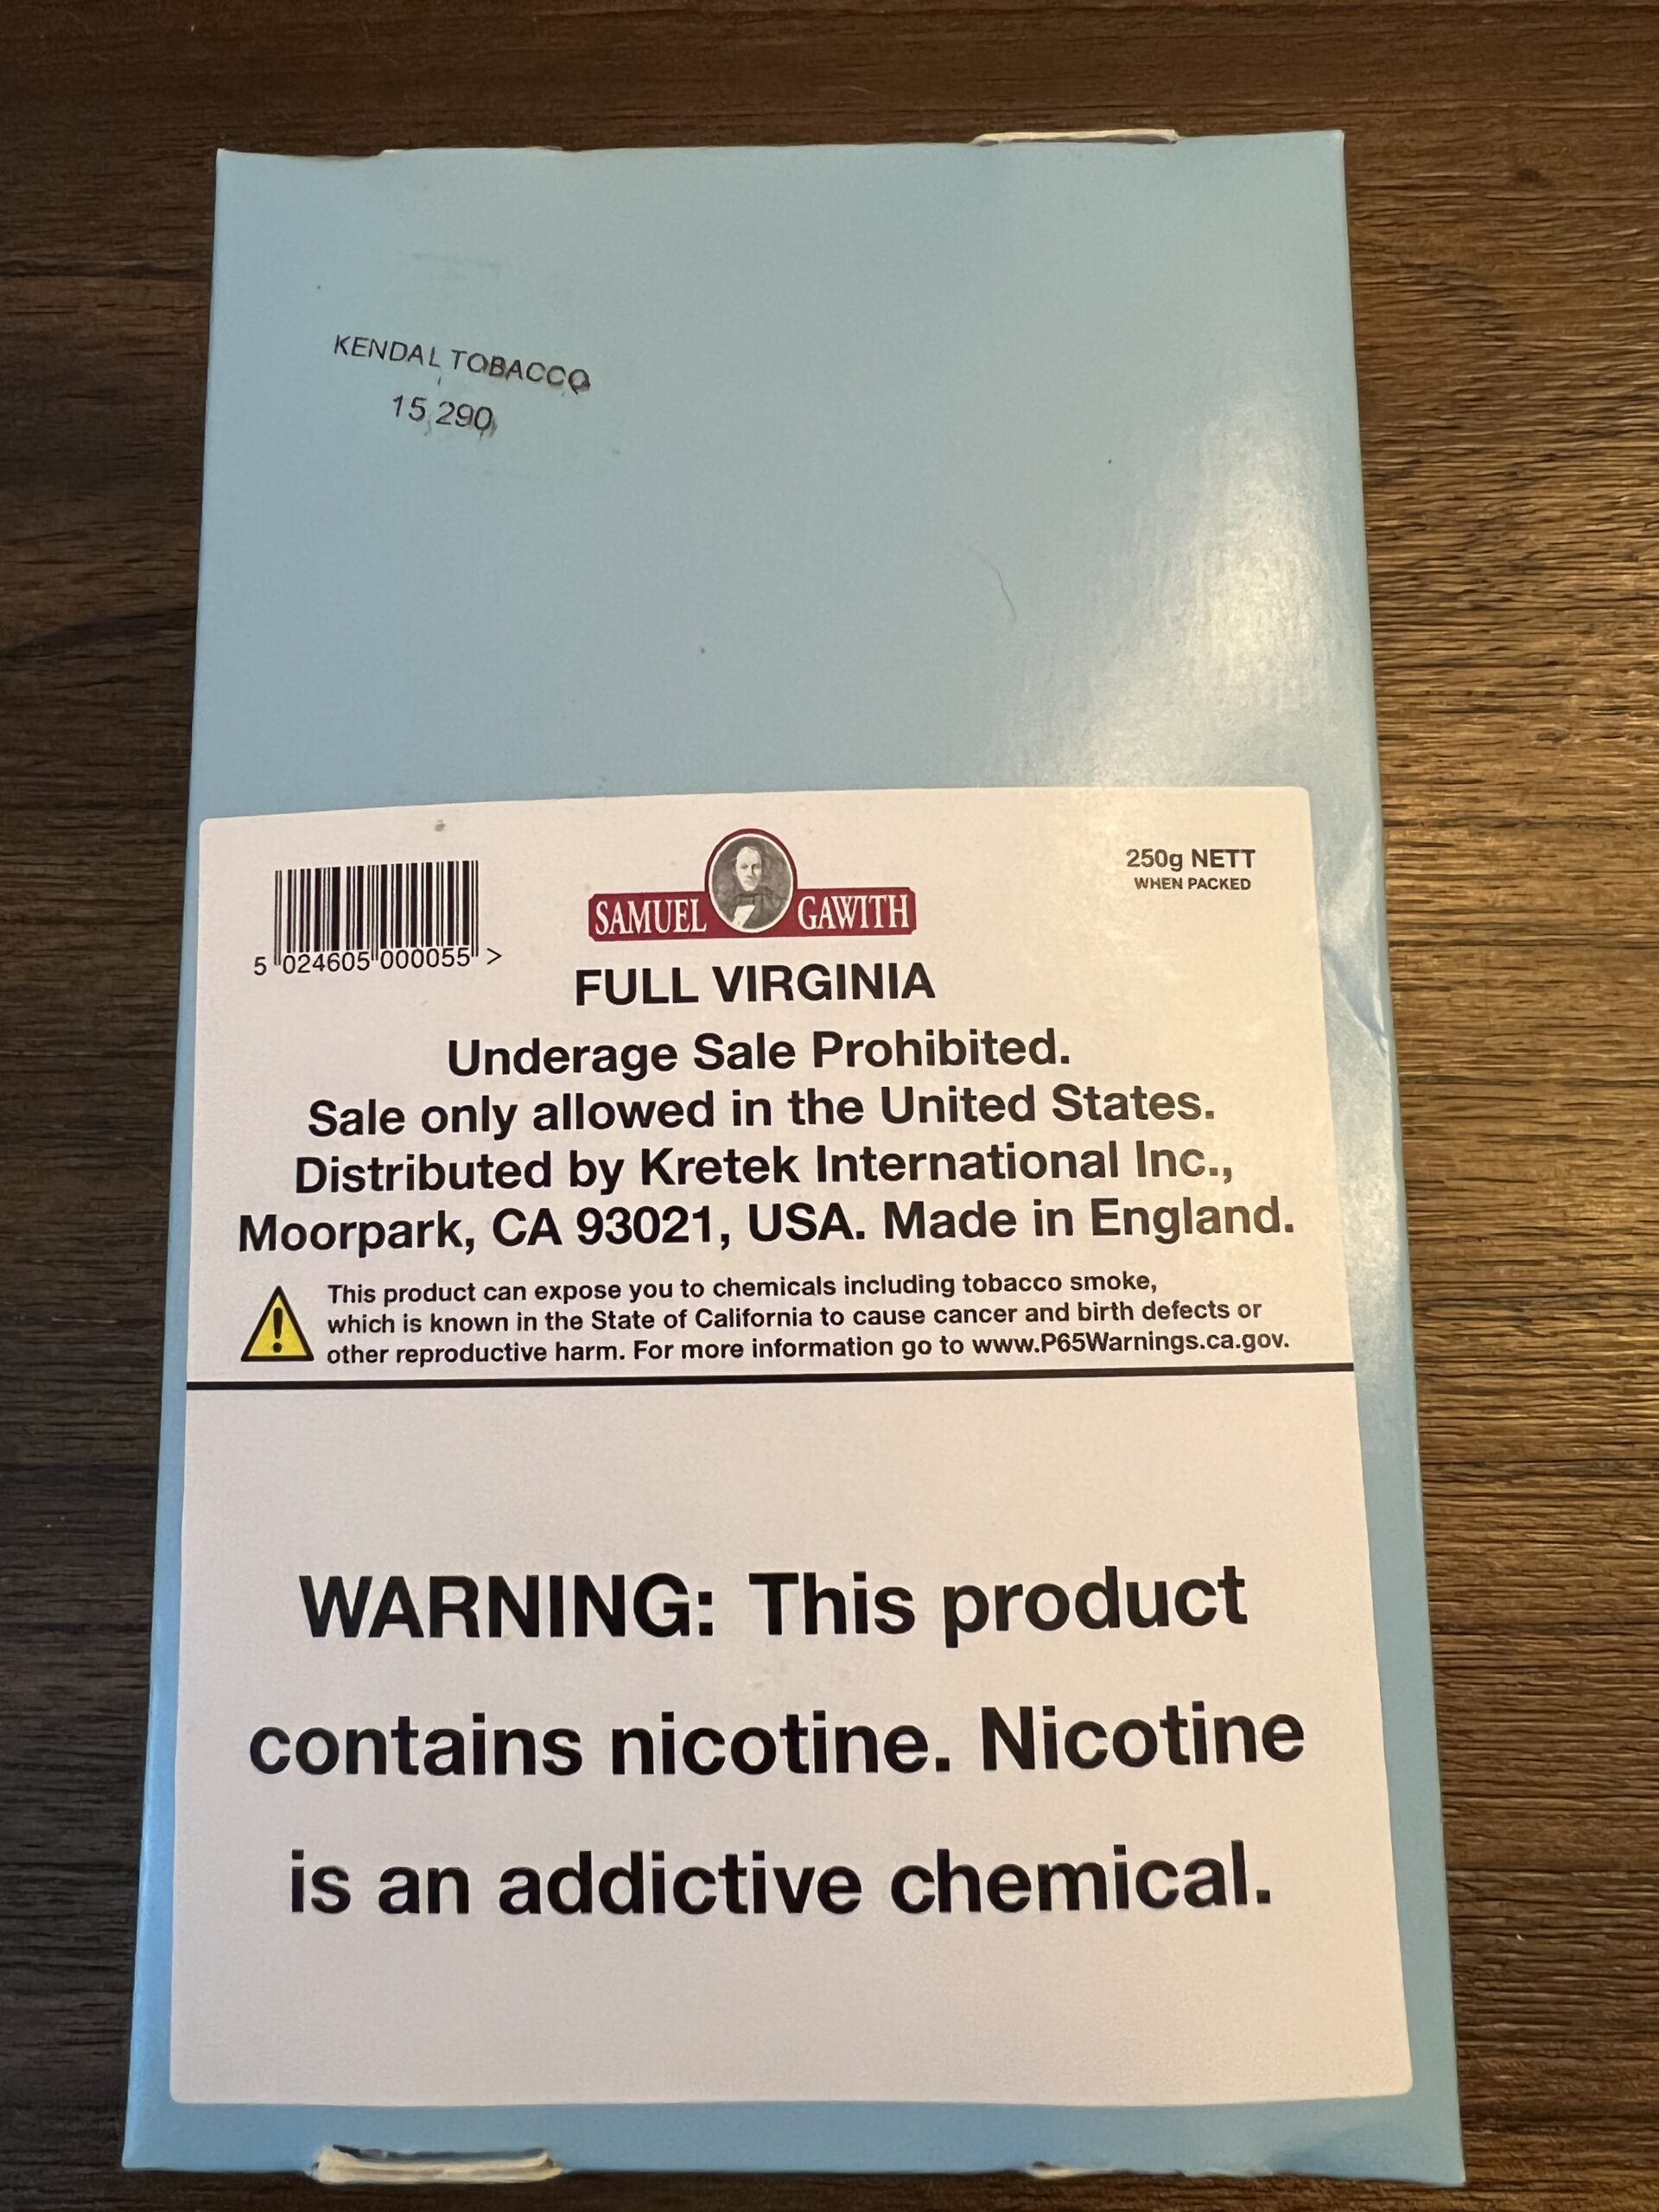 KENDAL TOBACCO
15 290
5 024605 000055 >
SAMUEL GAWITH
250g NETT
WHEN PACKED
FULL VIRGINIA
Underage Sale Prohibited.
Sale only allowed in the United States.
Distributed by Kretek International Inc.,
Moorpark, CA 93021, USA. Made in England.
This product can expose you to chemicals including tobacco smoke,
which is known in the State of California to cause cancer and birth defects or
other reproductive harm. For more information go to www.P65Warnings.ca.gov.
WARNING: This product
contains nicotine. Nicotine
is an addictive chemical.